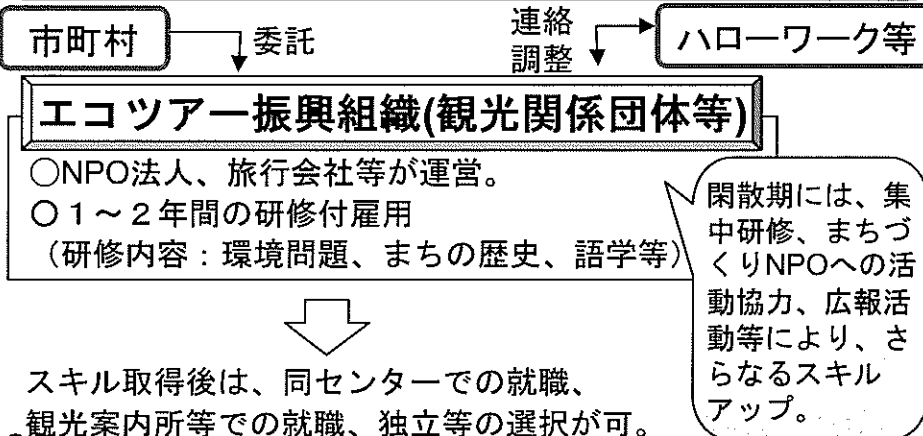 市町村
委託
連絡
調整
ハローワーク等
エコツアー振興組織(観光関係団体等)
○NPO法人、旅行会社等が運営。
○1～2年間の研修付雇用
(研修内容：環境問題、まちの歴史、語学等)
閑散期には、集
中研修、まちづ
くりNPOへの活
動協力、広報活
動等により、さ
らなるスキル
アップ。
スキル取得後は、同センターでの就職、
観光案内所等での就職、独立等の選択が可。